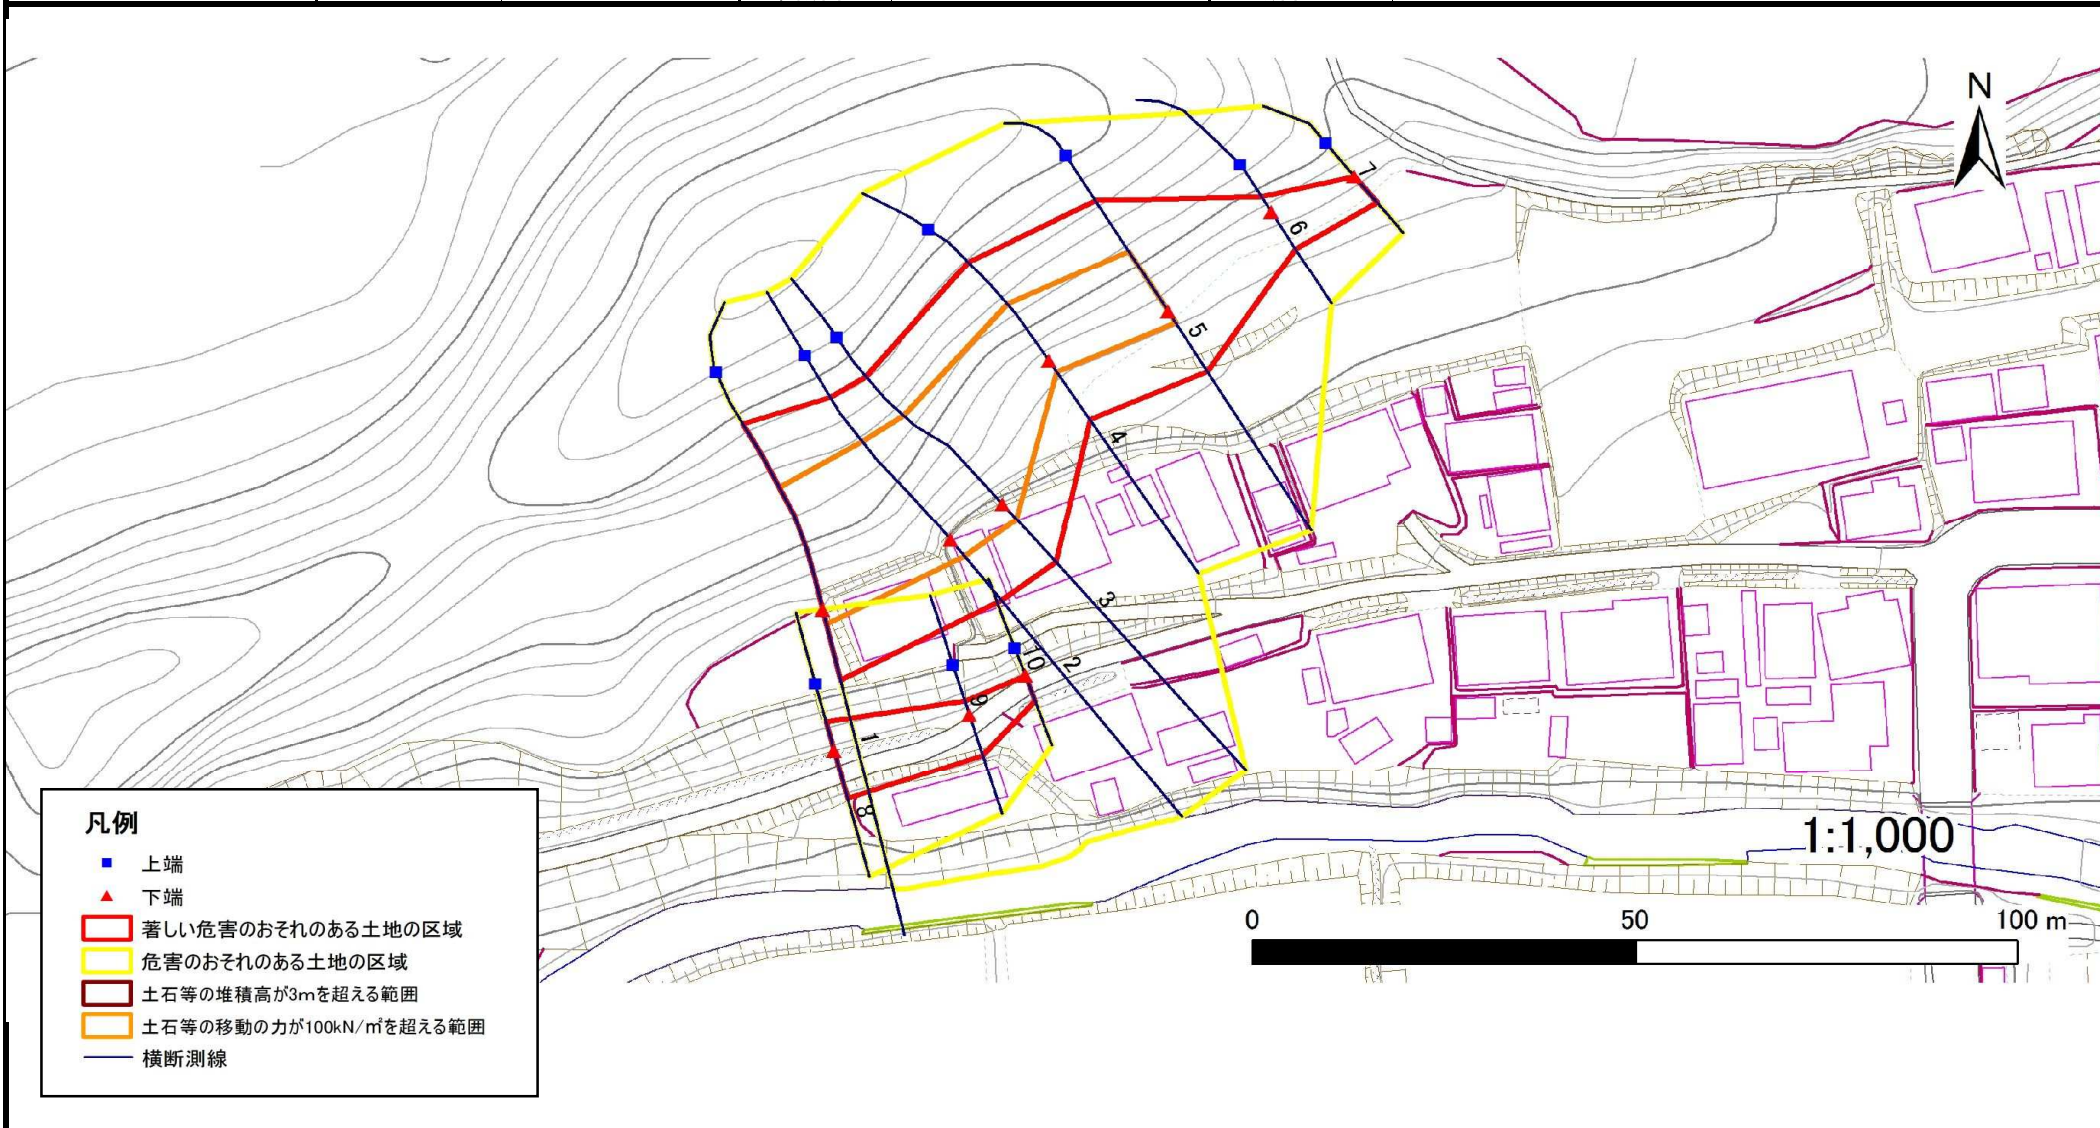 N
7
6
5
4
3
10
2
9
1
8
1:1,000
0 50 100 m
凡例
上端
下端
著しい危害のおそれのある土地の区域
危害のおそれのある土地の区域
土石等の堆積高が3mを超える範囲
土石等の移動の力が100kN/㎡を超える範囲
横断測線